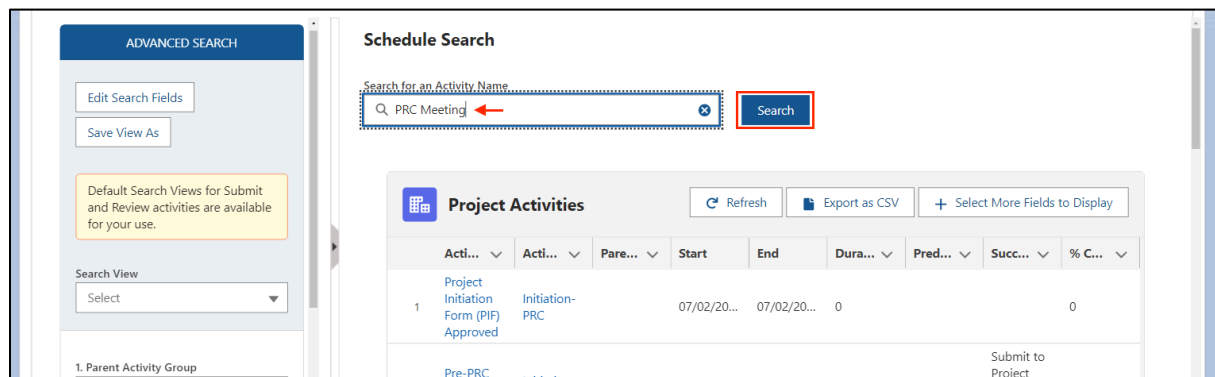 ADVANCED SEARCH
Edit Search Fields
Save View As
Default Search Views for Submit
and Review activities are available
for your use.
Search View
Select
1. Parent Activity Group
Schedule Search
Search for an Activity Name
PRC Meeting
Search
Project Activities
Refresh
Export as CSV
+ Select More Fields to Display
Acti... Acti... Pare... Start End Dura... Pred... Succ... % C...
Project
Initiation
Form (PIF)
Approved
1 Initiation-
PRC
07/02/20... 07/02/20... 0 0
Submit to
Project
Pre-PRC